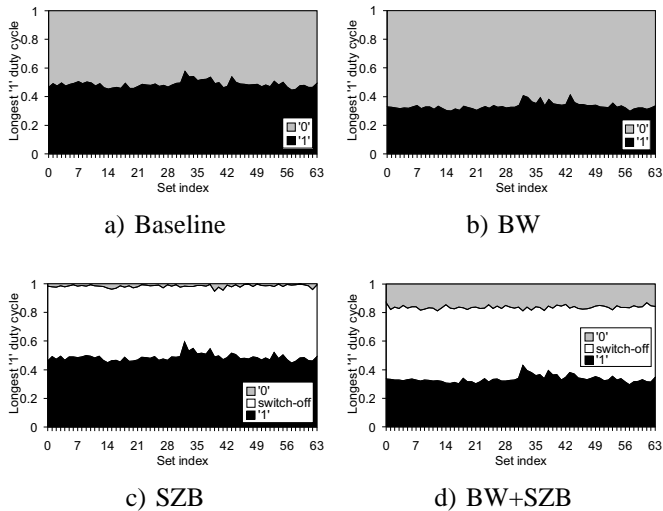 Longest '1' duty cycle
1
0.8
0.6
0.4
0.2
0
'0'
'1'
0 7 14 21 28 35 42 49 56 63
Set index
a) Baseline
Longest '1' duty cycle
1
0.8
0.6
0.4
0.2
0
'0'
'1'
0 7 14 21 28 35 42 49 56 63
Set index
b) BW
Longest '1' duty cycle
1
0.8
0.6
0.4
0.2
0
'0'
switch-off
'1'
0 7 14 21 28 35 42 49 56 63
Set index
c) SZB
Longest '1' duty cycle
1
0.8
0.6
0.4
0.2
0
'0'
switch-off
'1'
0 7 14 21 28 35 42 49 56 63
Set index
d) BW+SZB